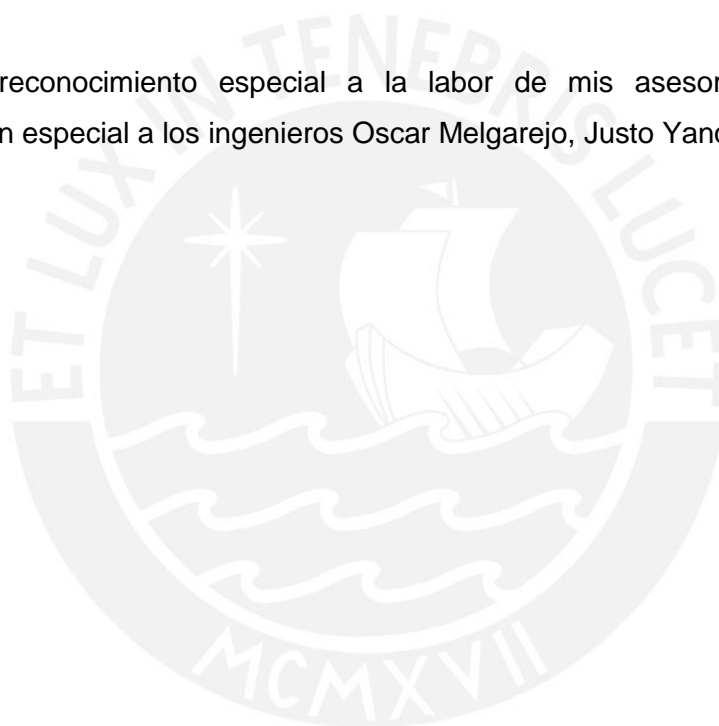 reconocimiento especial a la labor de mis
especial a los ingenieros Oscar Melgarejo, Justo
ET LUX IN TENEBRIS LUCET
MCMXVII